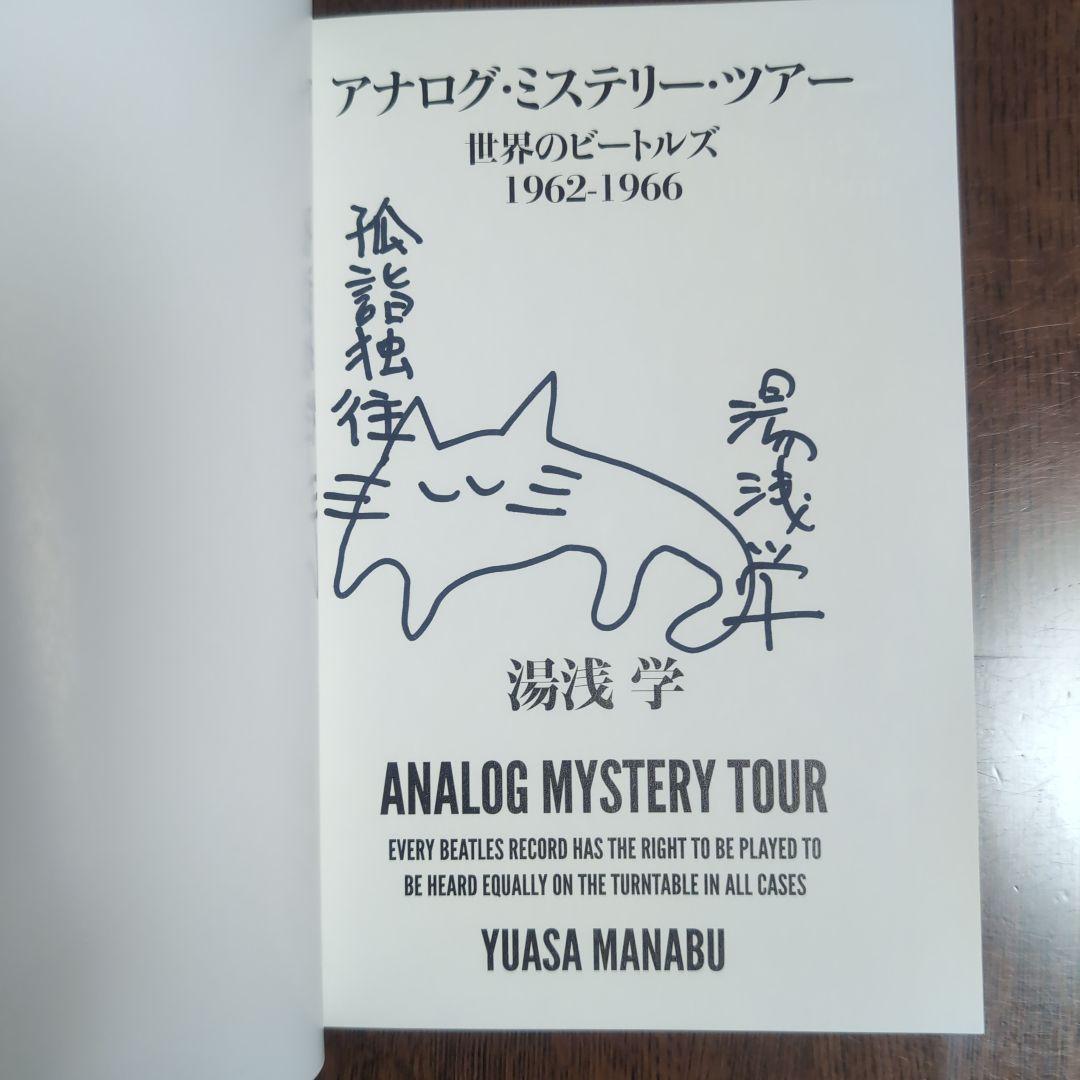 アナログ・ミステリー・ツアー
世界のビートルズ
1962-1966
孤詣独往
湯浅学
湯浅 学
ANALOG MYSTERY TOUR
EVERY BEATLES RECORD HAS THE RIGHT TO BE PLAYED TO
BE HEARD EQUALLY ON THE TURNTABLE IN ALL CASES
YUASA MANABU